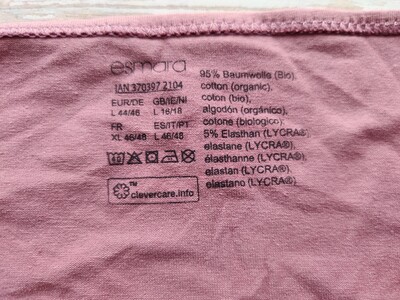 esmara
IAN 370397 2104
EUR/DE GB/IE/NI
L 44/46 L 16/18
FR ES/IT/PT
XL 46/48 L 46/48
TM
clevercare.info
95% Baumwolle (Bio),
cotton (organic),
coton (bio),
algodón (orgánico),
cotone (biologico);
5% Elasthan (LYCRA®),
elastane (LYCRA®),
élasthanne (LYCRA®),
elastan (LYCRA®),
elastano (LYCRA®)